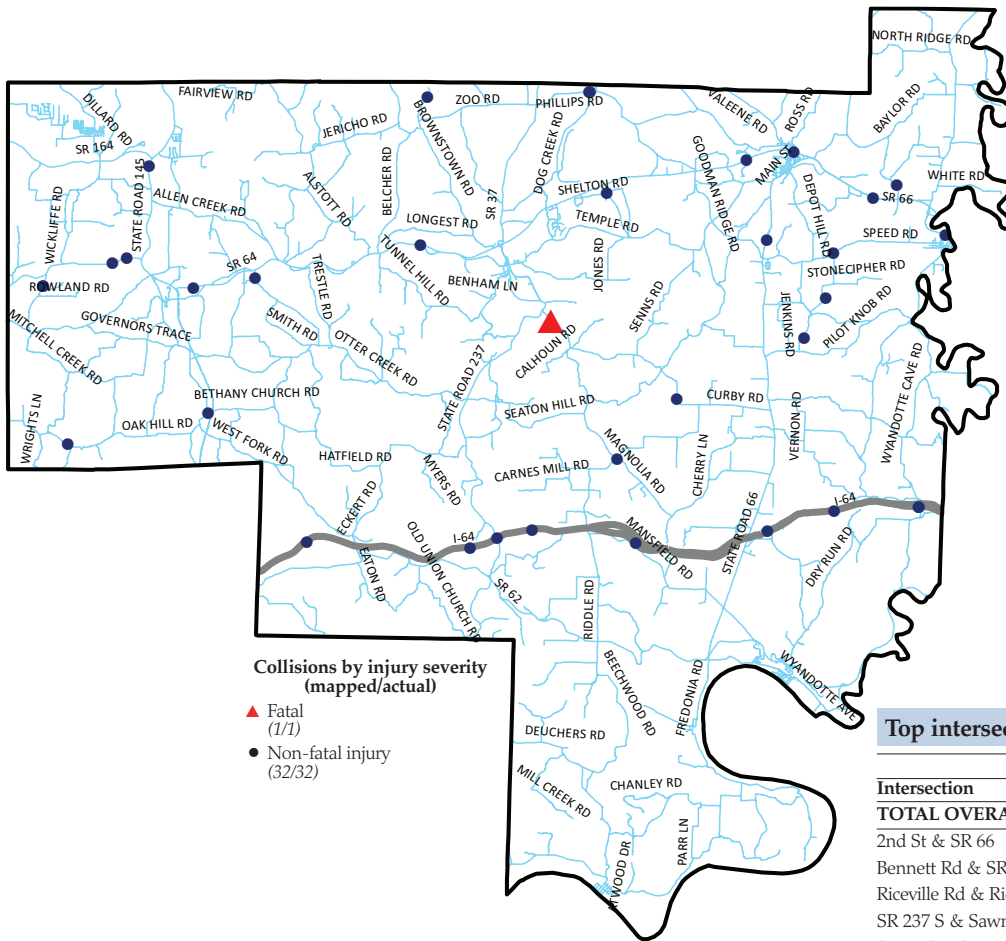 NORTH RIDGE RD
FAIRVIEW RD
DILLARD RD
ZOO RD
PHILLIPS RD
VALEENE RD
ROSS RD
BAYLOR RD
JERICHO RD
BROWNSTOWN RD
DOG CREEK RD
GOODMAN RIDGE RD
MAIN ST
SR 164
STATE ROAD 145
WICKLIFFE RD
ALLEN CREEK RD
ALSTOTT RD
BELCHER RD
SR 37
SHELTON RD
DEPOT HILL RD
WHITE RD
SR 66
LONGEST RD
TEMPLE RD
SPEED RD
TUNNEL HILL RD
BENHAM LN
JONES RD
STONECIPHER RD
SR 64
TRESTLE RD
ROWLAND RD
SENNS RD
JENKINS RD
PILOT KNOB RD
GOVERNORS TRACE
MITCHELL CREEK RD
SMITH RD
OTTER CREEK RD
CALHOUN RD
STATE ROAD 237
WYANDOTTE CAVE RD
BETHANY CHURCH RD
SEATON HILL RD
CURBY RD
WRIGHTS LN
OAK HILL RD
WEST FORK RD
VERNON RD
HATFIELD RD
MYERS RD
CARNES MILL RD
MAGNOLIA RD
CHERRY LN
ECKERT RD
I-64
I-64
OLD UNION CHURCH RD
MANSFIELD RD
STATE ROAD 66
DRY RUN RD
EATON RD
SR 62
RIDDLE RD
BEECHWOOD RD
FREDONIA RD
WYANDOTTE AVE
Collisions by injury severity
(mapped/actual)
Fatal
(1/1)
Non-fatal injury
(32/32)
DEUCHERS RD
MILL CREEK RD
CHANLEY RD
PARR LN
ATWOOD DR
Top intersec
Intersection
TOTAL OVERA
2nd St & SR 66
Bennett Rd & SR
Riceville Rd & Ri
SR 237 S & Sawn